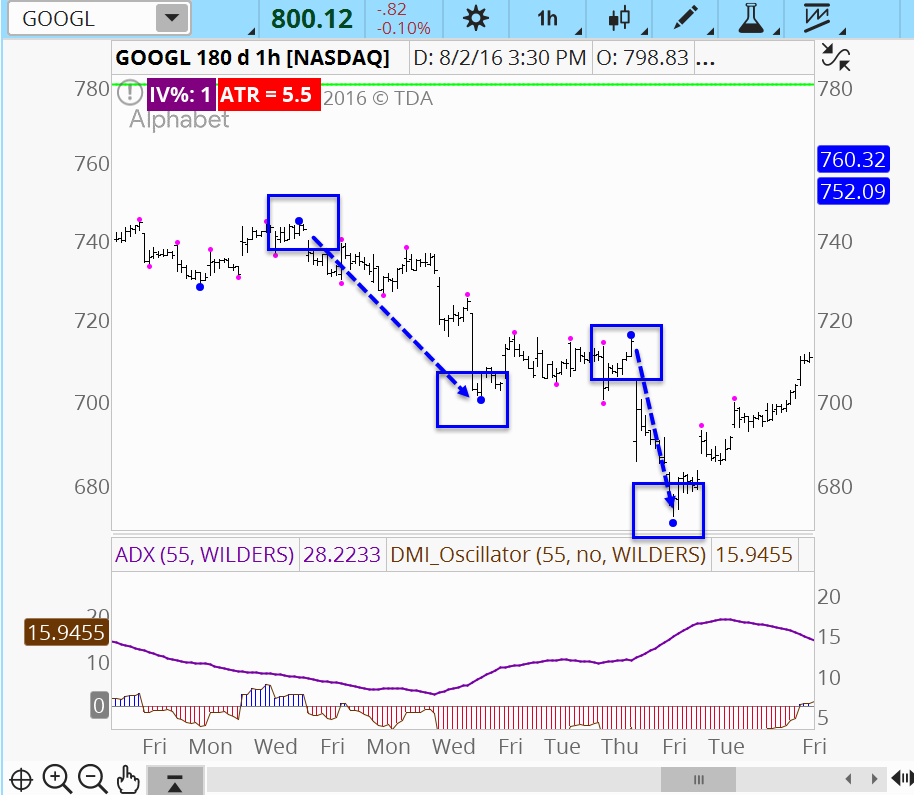 GOOGL 800.12 -.82 1h
-0.10%
GOOGL 180 d 1h [NASDAQ] D: 8/2/16 3:30 PM O: 798.83 ...
780 IV%: 1 ATR = 5.5 2016 © TDA 780
Alphabet
760 760.32
752.09
740 740
720 720
700 700
680 680
ADX (55, WILDERS) 28.2233 DMI_Oscillator (55, no, WILDERS) 15.9455
20 20
15.9455 15
10 10
0 5
Fri Mon Wed Fri Mon Wed Fri Tue Thu Fri Tue Fri